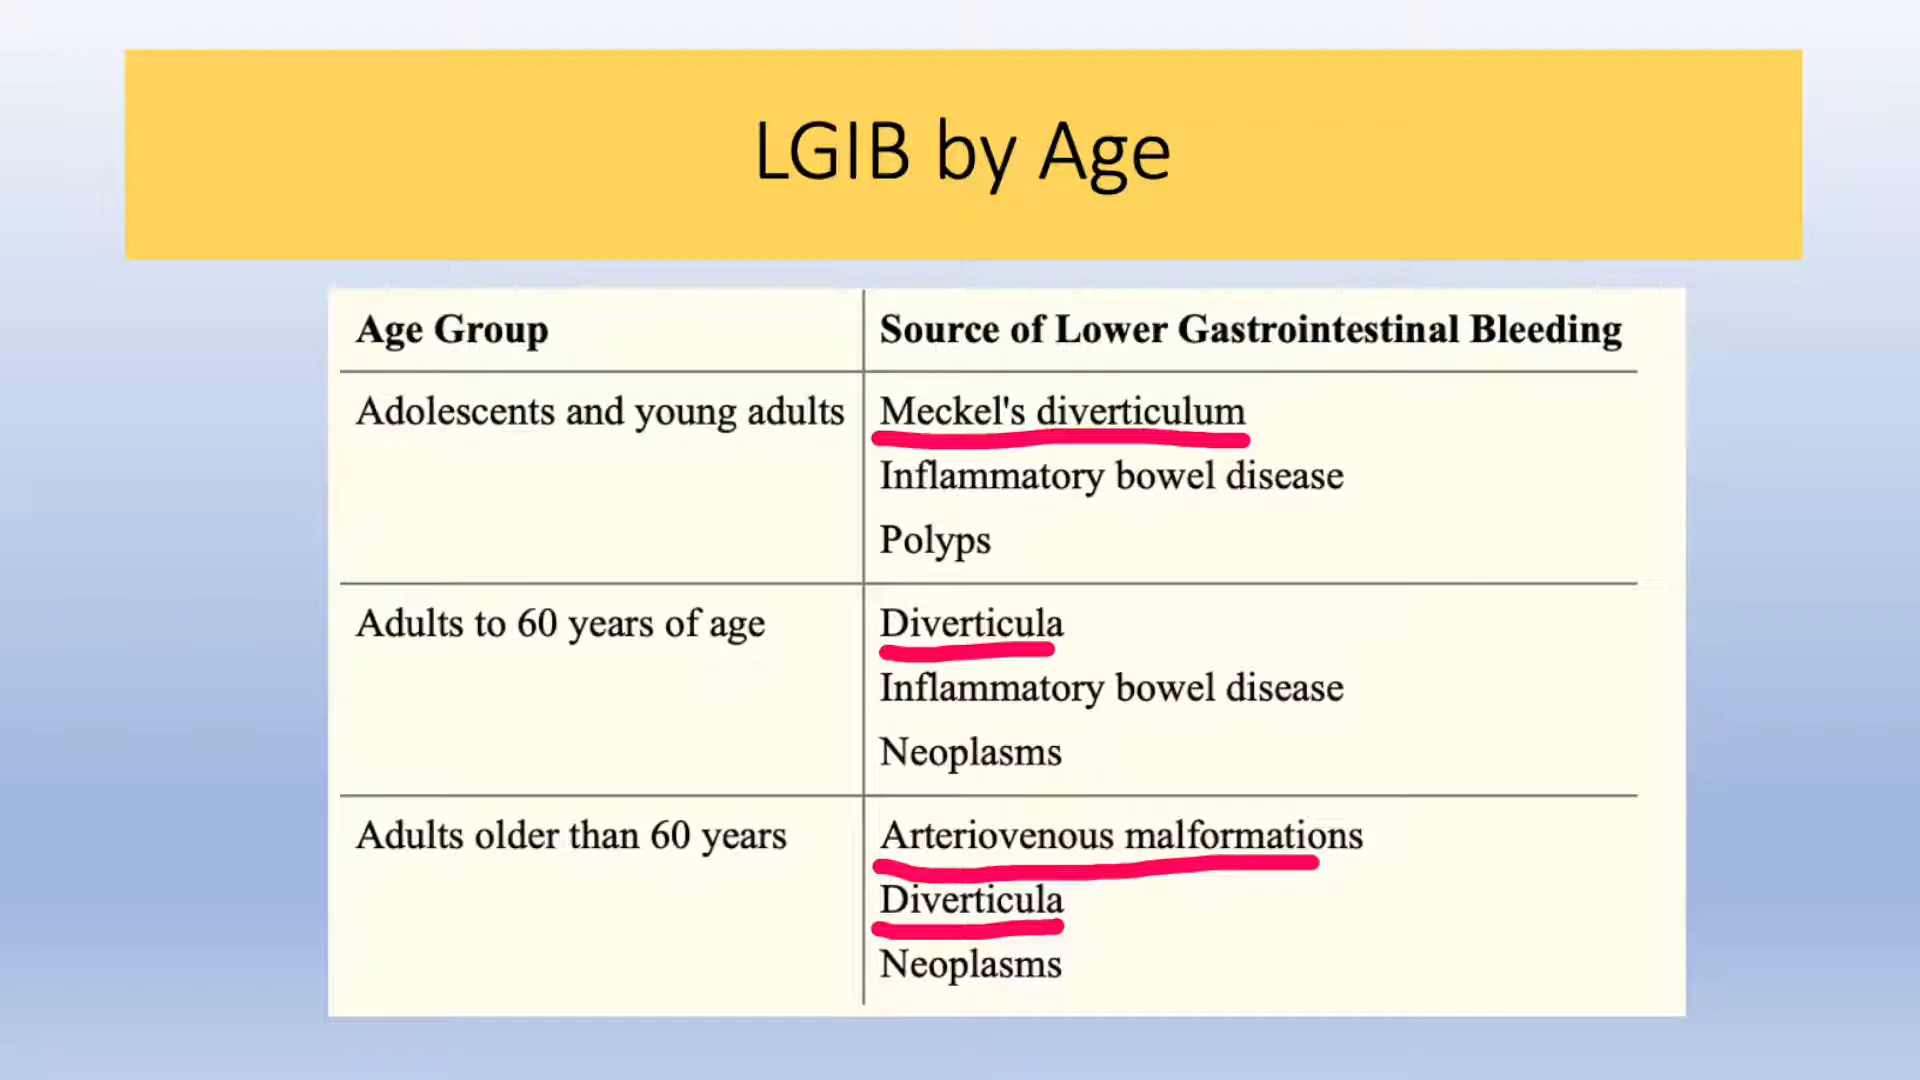 LGIB by Age
Age Group
Source of Lower Gastrointestinal Bleeding
Adolescents and young adults
Meckel's diverticulum
Inflammatory bowel disease
Polyps
Adults to 60 years of age
Diverticula
Inflammatory bowel disease
Neoplasms
Adults older than 60 years
Arteriovenous malformations
Diverticula
Neoplasms